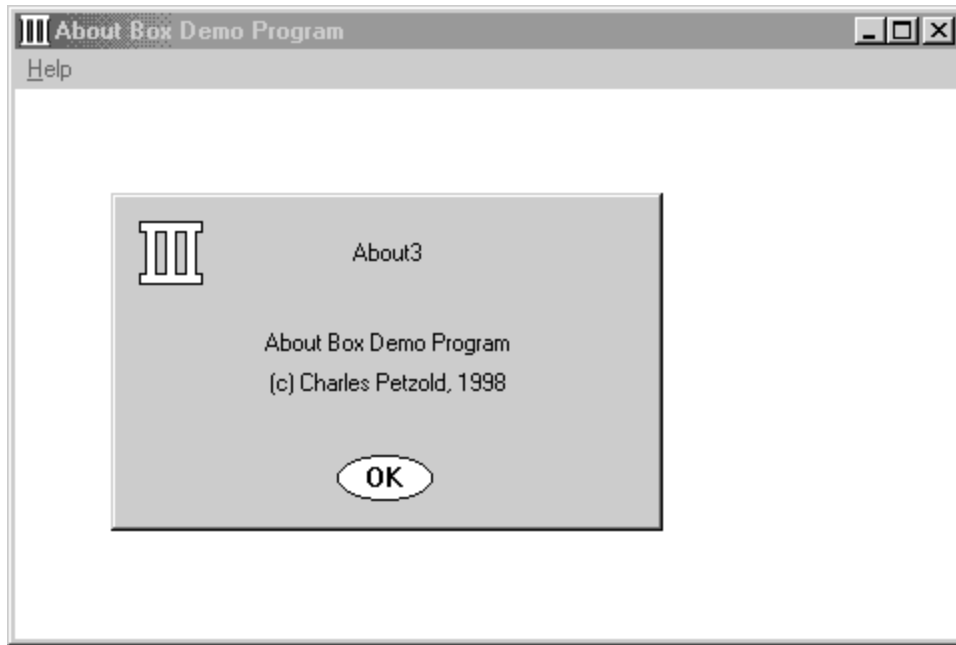 About Box Demo Program
Help
About3
About Box Demo Program
(c) Charles Petzold, 1998
OK